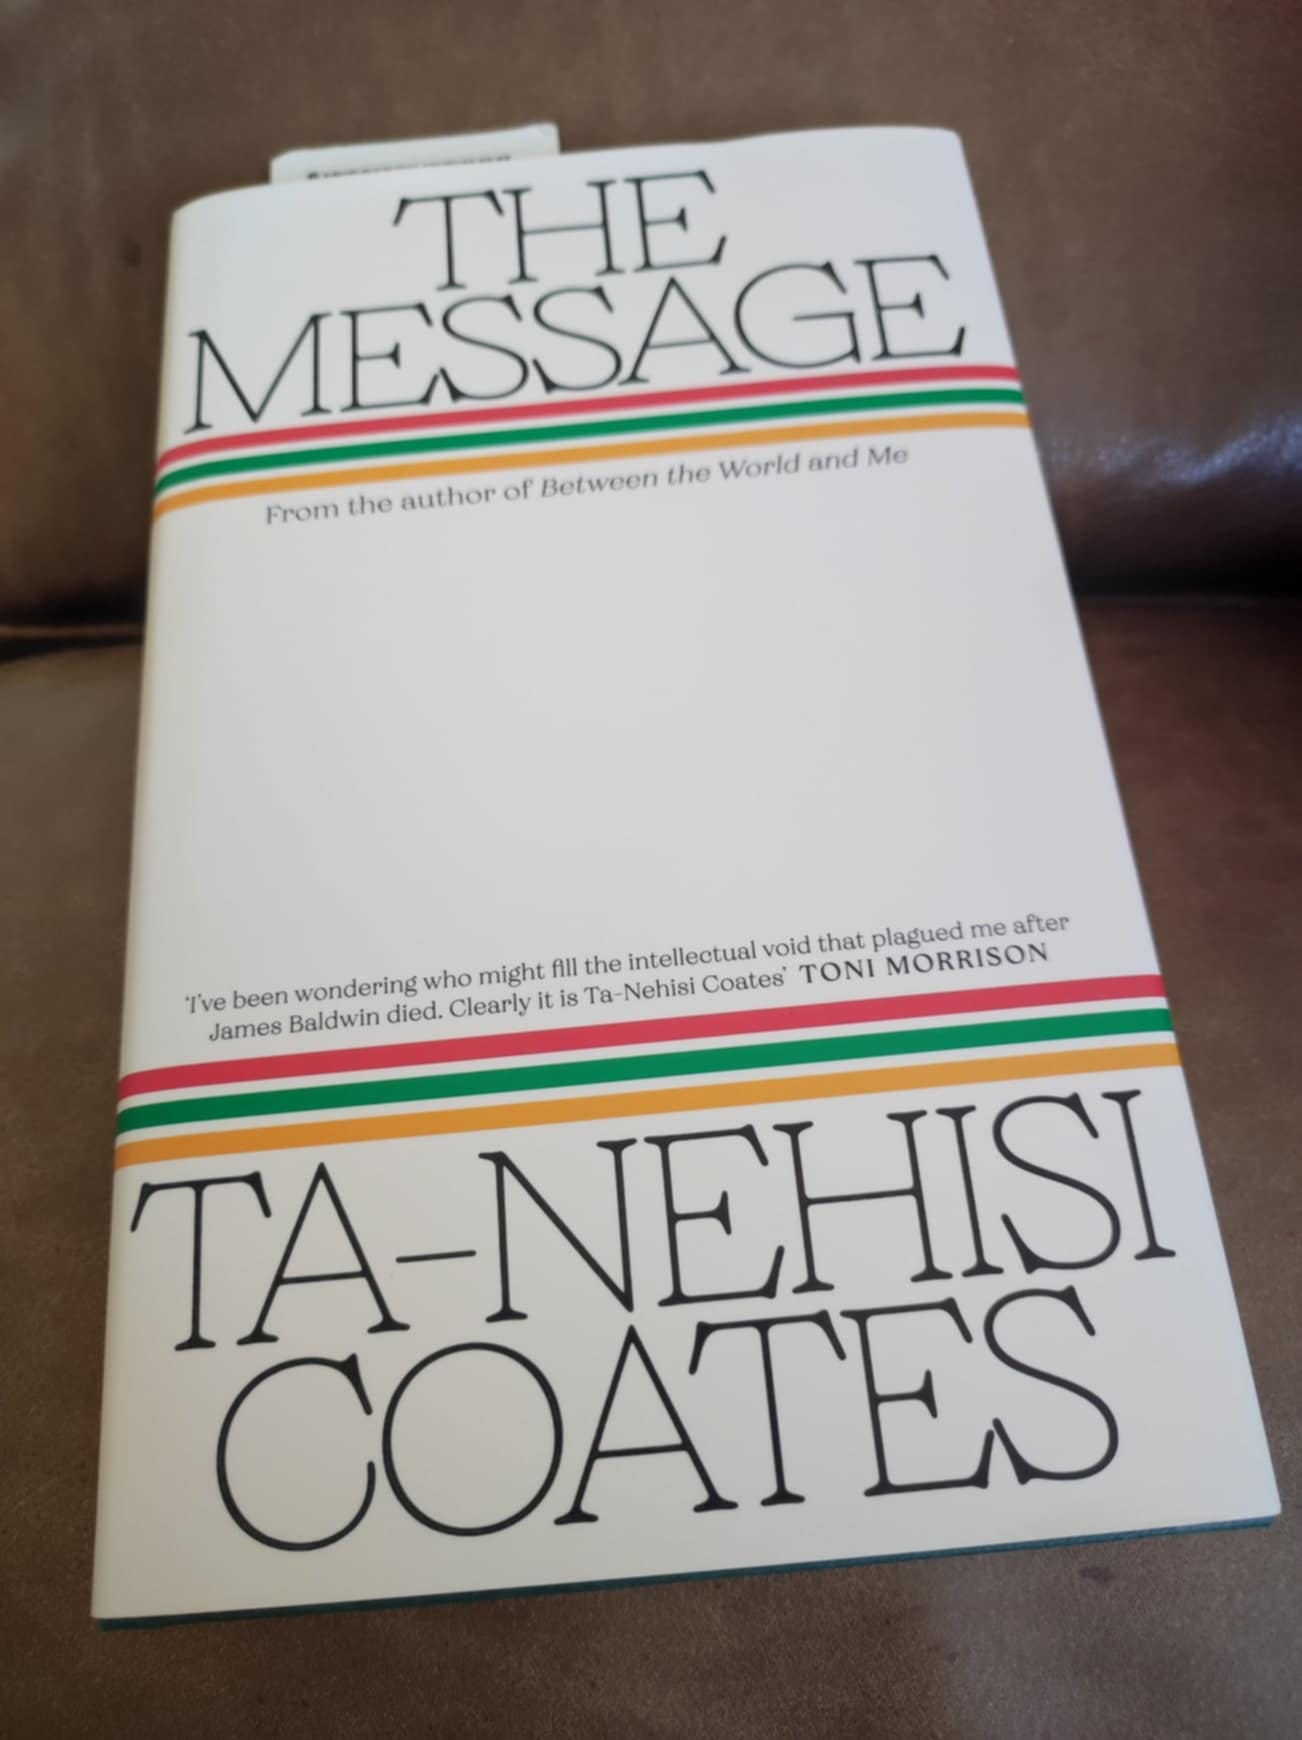 THE
MESSAGE
From the author of Between the World and Me
‘I’ve been wondering who might fill the intellectual void that plagued me after
James Baldwin died. Clearly it is Ta-Nehisi Coates’ TONI MORRISON
TA-NEHISI
COATES